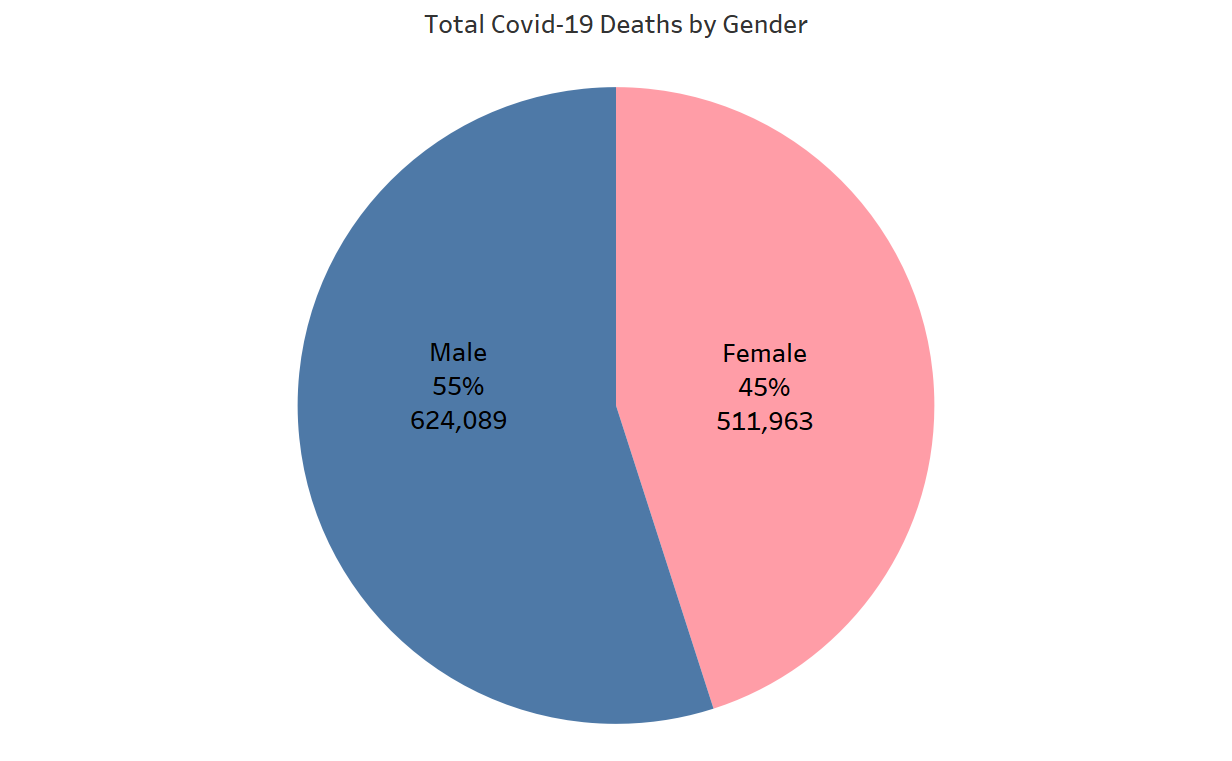 Total Covid-19 Deaths by Gender
Male
55%
624,089
Female
45%
511,963